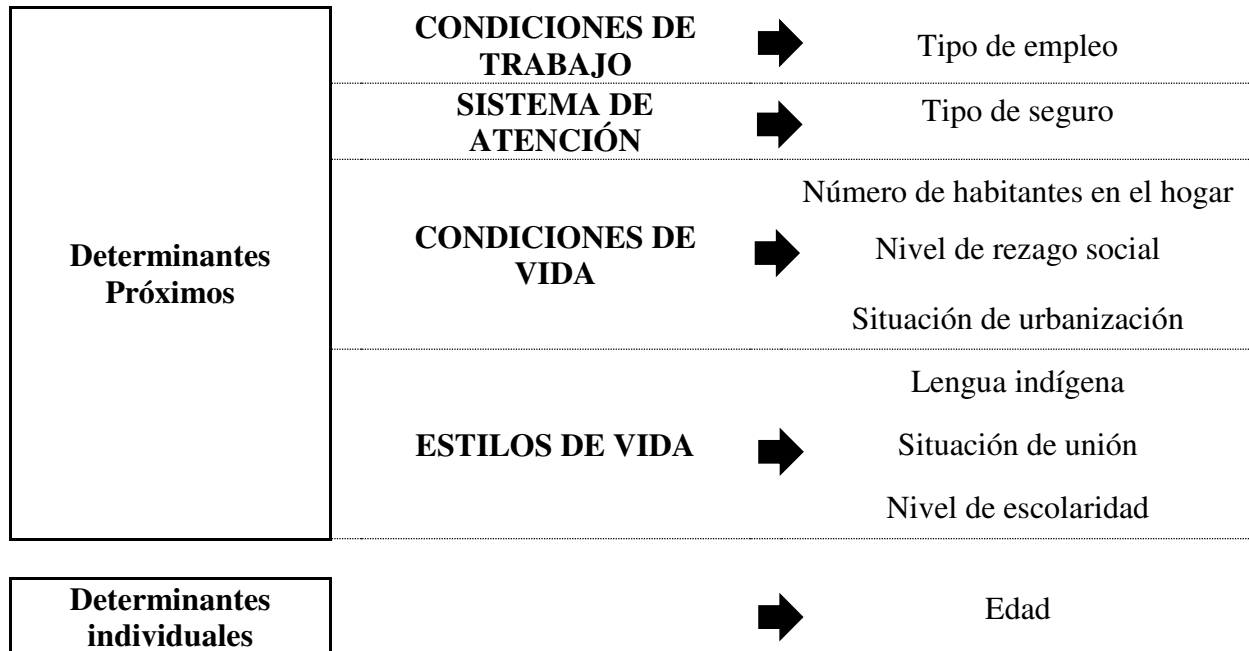 Determinantes
Próximos
CONDICIONES DE
TRABAJO
Tipo de empleo
SISTEMA DE
ATENCIÓN
Tipo de seguro
CONDICIONES DE
VIDA
Número de habitantes en el hogar
Nivel de rezago social
Situación de urbanización
ESTILOS DE VIDA
Lengua indígena
Situación de unión
Nivel de escolaridad
Determinantes
individuales
Edad